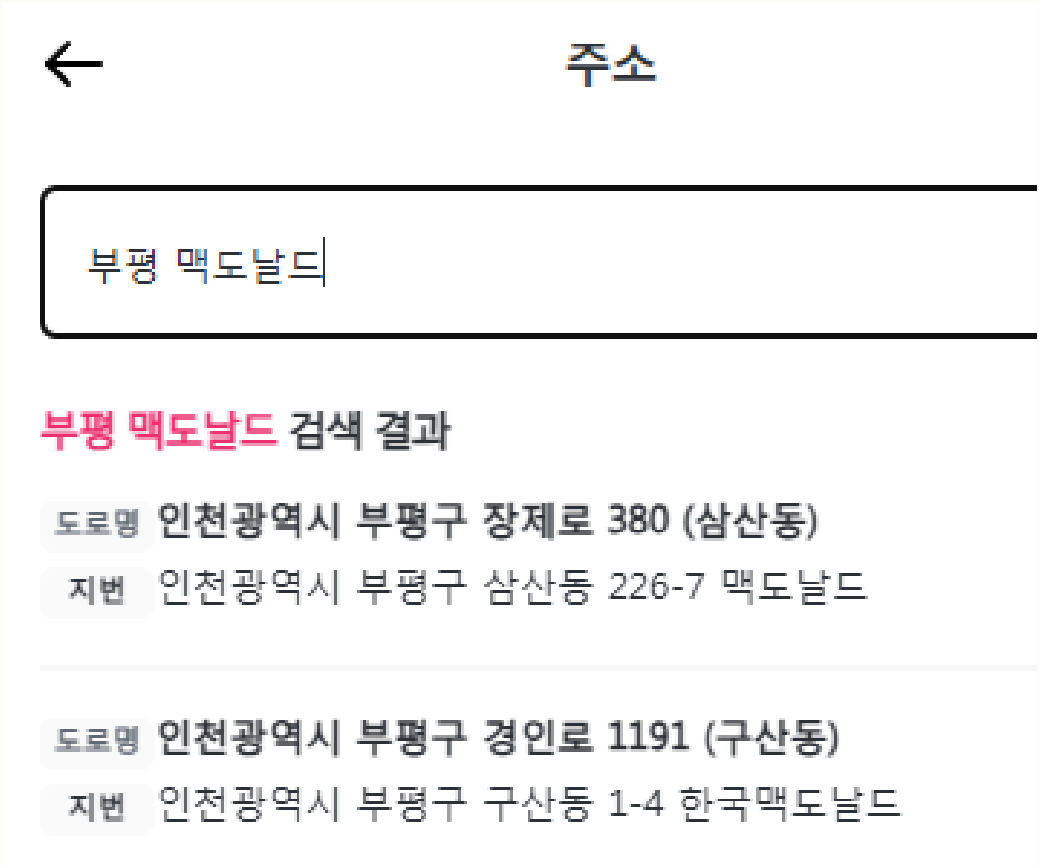 주소
부평 맥도날드
부평 맥도날드 검색 결과
도로명 인천광역시 부평구 장제로 380 (삼산동)
지번 인천광역시 부평구 삼산동 226-7 맥도날드
도로명 인천광역시 부평구 경인로 1191 (구산동)
지번 인천광역시 부평구 구산동 1-4 한국맥도날드